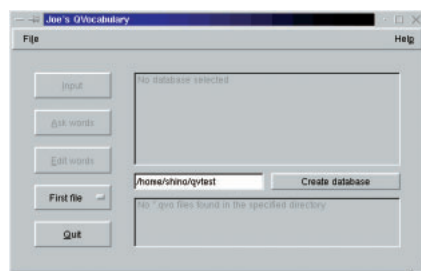 Joe's QVocabulary
File
Help
Input
No database selected
Ask words
Edit words
/home/shino/qvtest
Create database
First file
No *.qvo files found in the specified directory
Quit